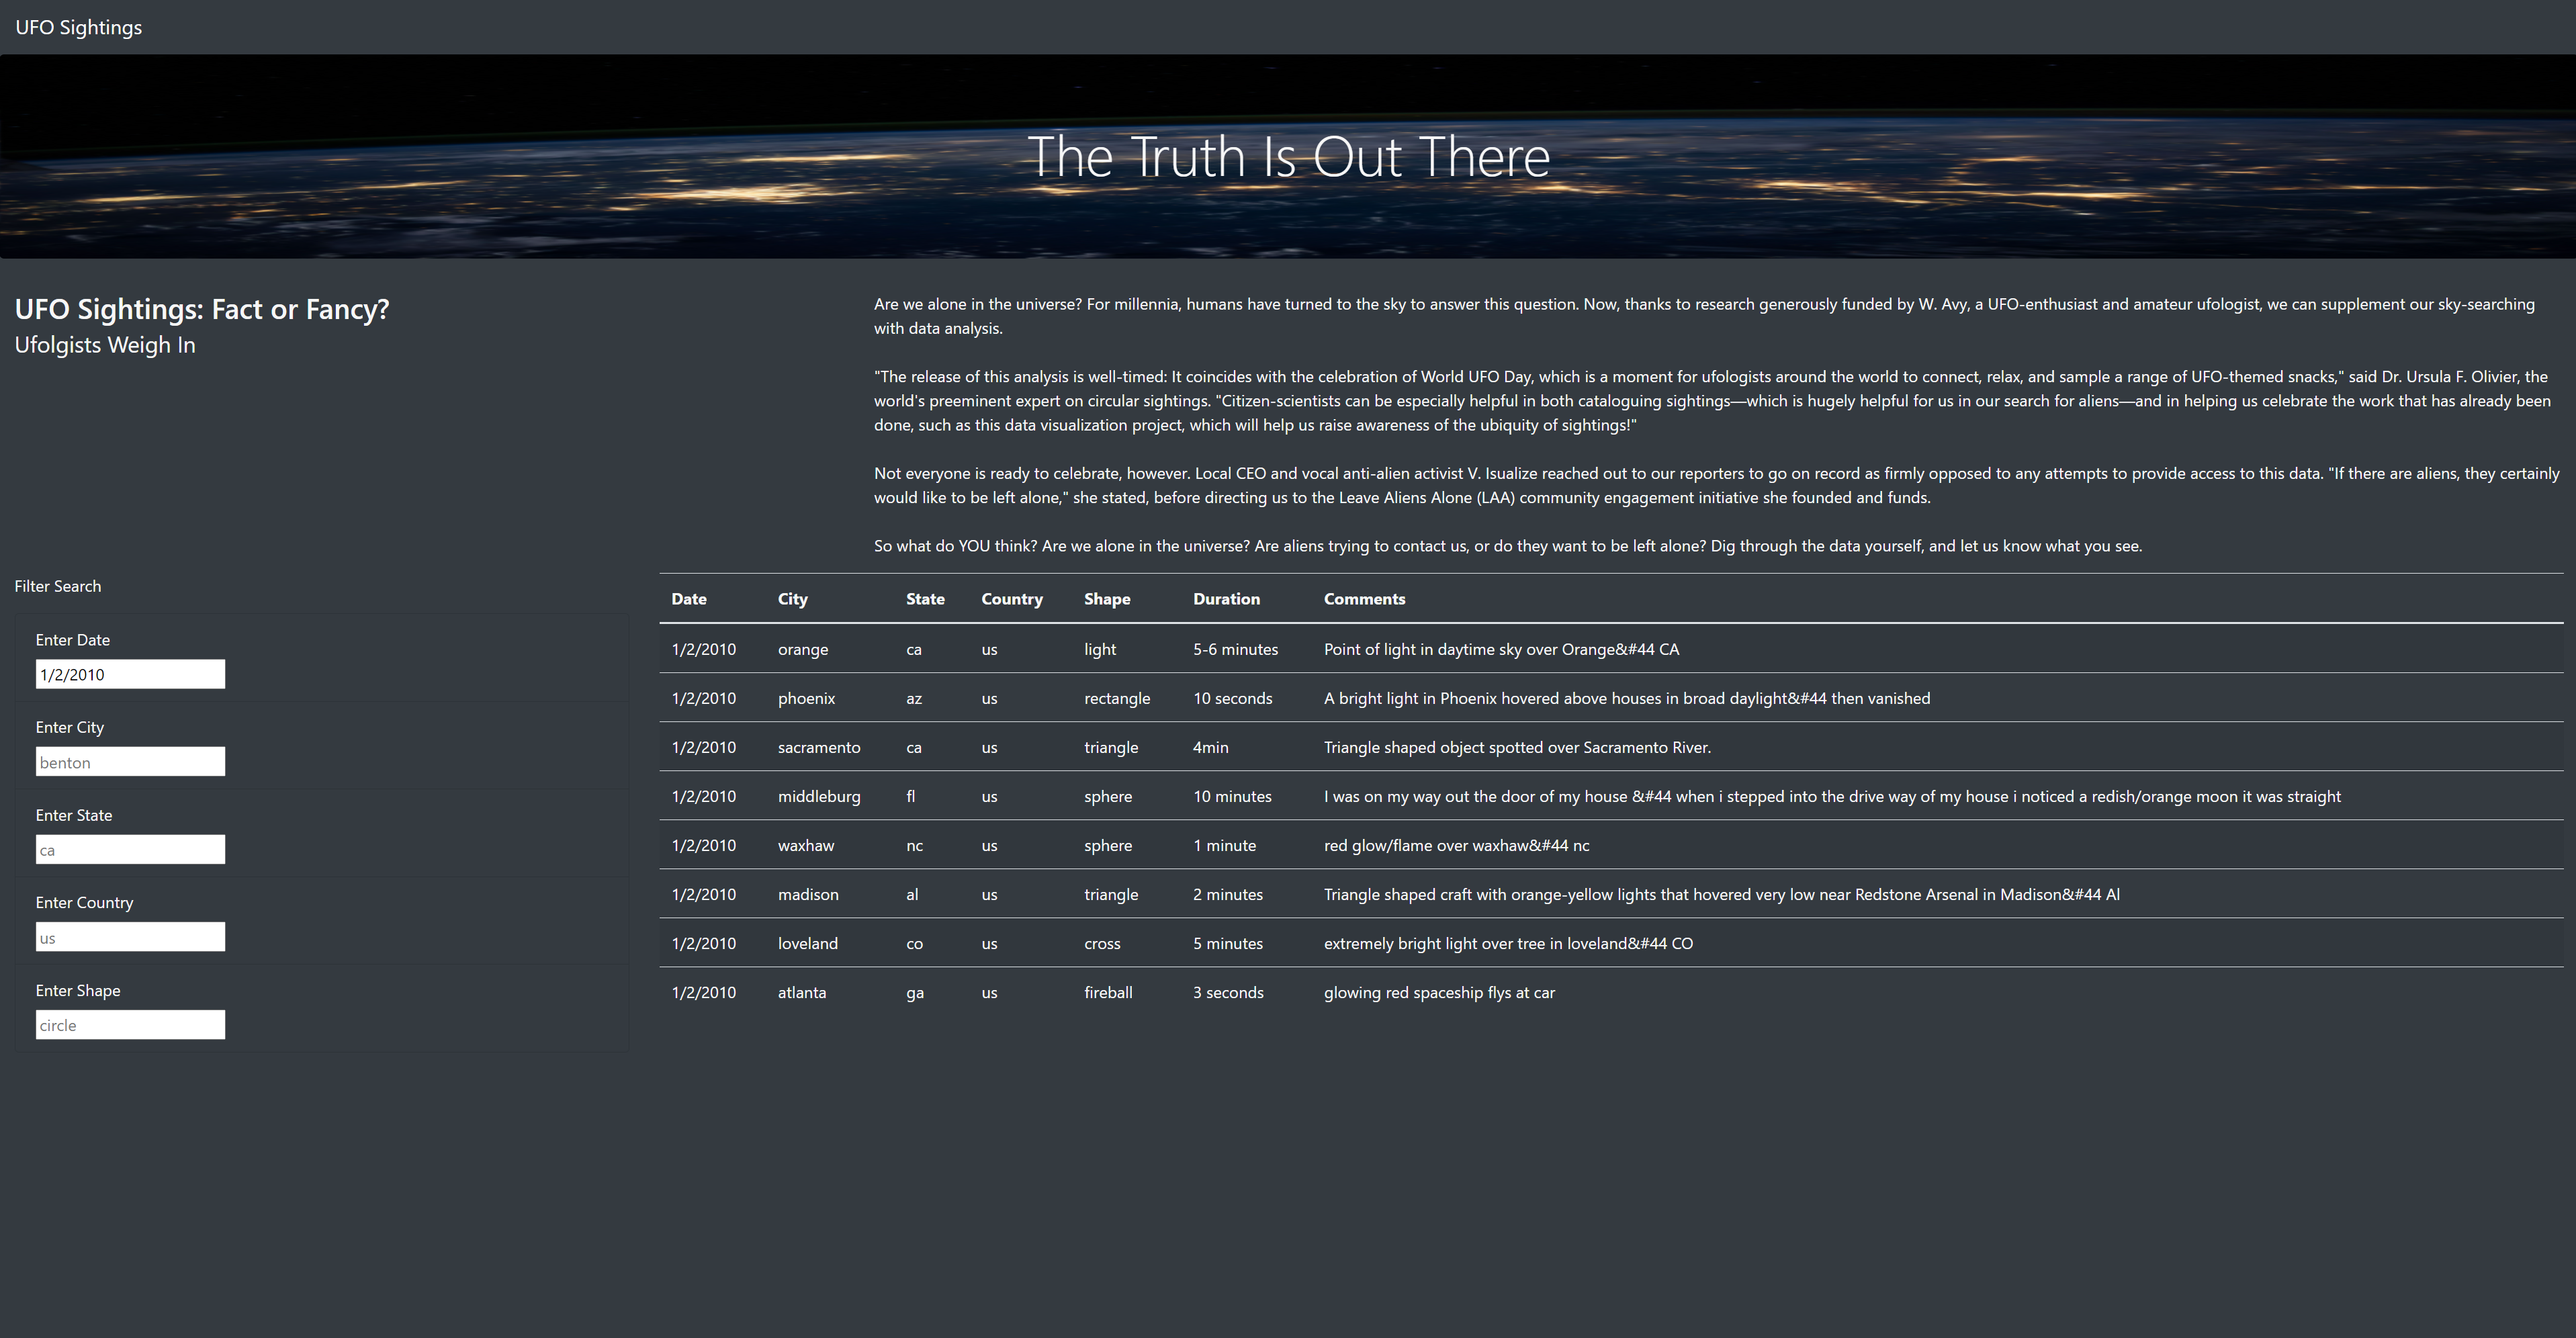 UFO Sightings
The Truth Is Out There
UFO Sightings: Fact or Fancy?
Ufolgists Weigh In
Are we alone in the universe? For millennia, humans have turned to the sky to answer this question. Now, thanks to research generously funded by W. Avy, a UFO-enthusiast and amateur ufologist, we can supplement our sky-searching
with data analysis.
"The release of this analysis is well-timed: It coincides with the celebration of World UFO Day, which is a moment for ufologists around the world to connect, relax, and sample a range of UFO-themed snacks," said Dr. Ursula F. Olivier, the
world's preeminent expert on circular sightings. "Citizen-scientists can be especially helpful in both cataloguing sightings—which is hugely helpful for us in our search for aliens—and in helping us celebrate the work that has already been
done, such as this data visualization project, which will help us raise awareness of the ubiquity of sightings!"
Not everyone is ready to celebrate, however. Local CEO and vocal anti-alien activist V. Isualize reached out to our reporters to go on record as firmly opposed to any attempts to provide access to this data. "If there are aliens, they certainly
would like to be left alone," she stated, before directing us to the Leave Aliens Alone (LAA) community engagement initiative she founded and funds.
So what do YOU think? Are we alone in the universe? Are aliens trying to contact us, or do they want to be left alone? Dig through the data yourself, and let us know what you see.
Filter Search
Enter Date
1/2/2010
Enter City
benton
Enter State
ca
Enter Country
us
Enter Shape
circle
Date City State Country Shape Duration Comments
1/2/2010 orange ca us light 5-6 minutes Point of light in daytime sky over Orange&#44 CA
1/2/2010 phoenix az us rectangle 10 seconds A bright light in Phoenix hovered above houses in broad daylight&#44 then vanished
1/2/2010 sacramento ca us triangle 4min Triangle shaped object spotted over Sacramento River.
1/2/2010 middleburg fl us sphere 10 minutes I was on my way out the door of my house &#44 when i stepped into the drive way of my house i noticed a redish/orange moon it was straight
1/2/2010 waxhaw nc us sphere 1 minute red glow/flame over waxhaw&#44 nc
1/2/2010 madison al us triangle 2 minutes Triangle shaped craft with orange-yellow lights that hovered very low near Redstone Arsenal in Madison&#44 Al
1/2/2010 loveland co us cross 5 minutes extremely bright light over tree in loveland&#44 CO
1/2/2010 atlanta ga us fireball 3 seconds glowing red spaceship flys at car